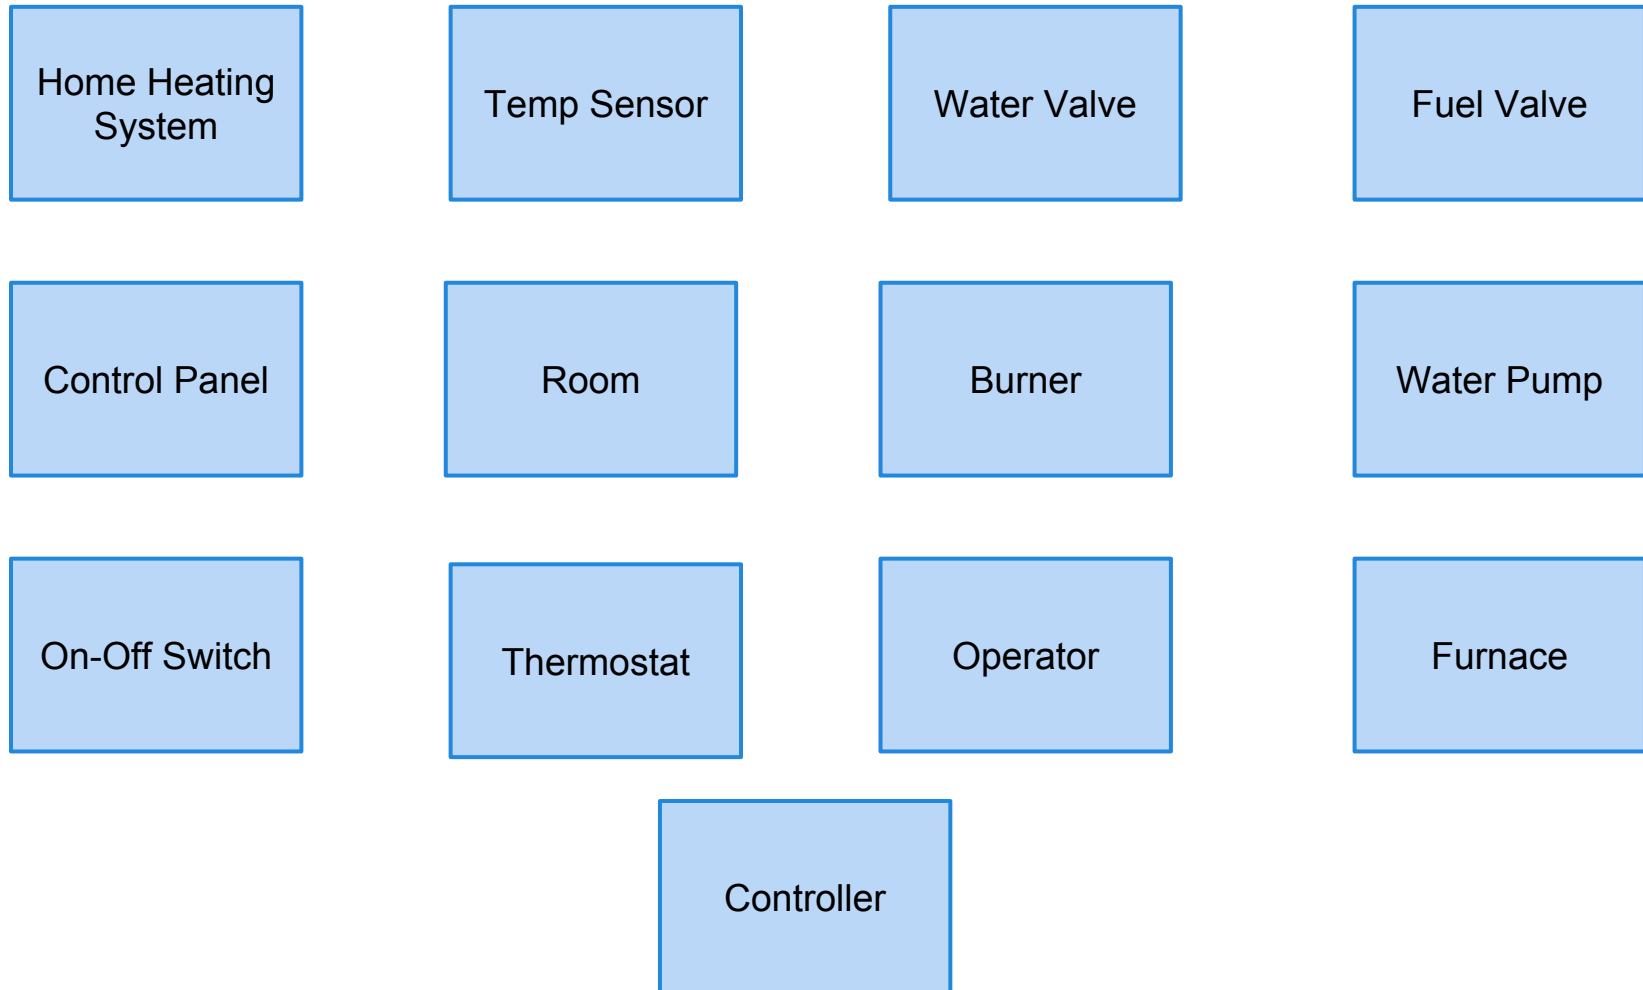 Home Heating
System
Temp Sensor
Water Valve
Fuel Valve
Control Panel
Room
Burner
Water Pump
On-Off Switch
Thermostat
Operator
Furnace
Controller